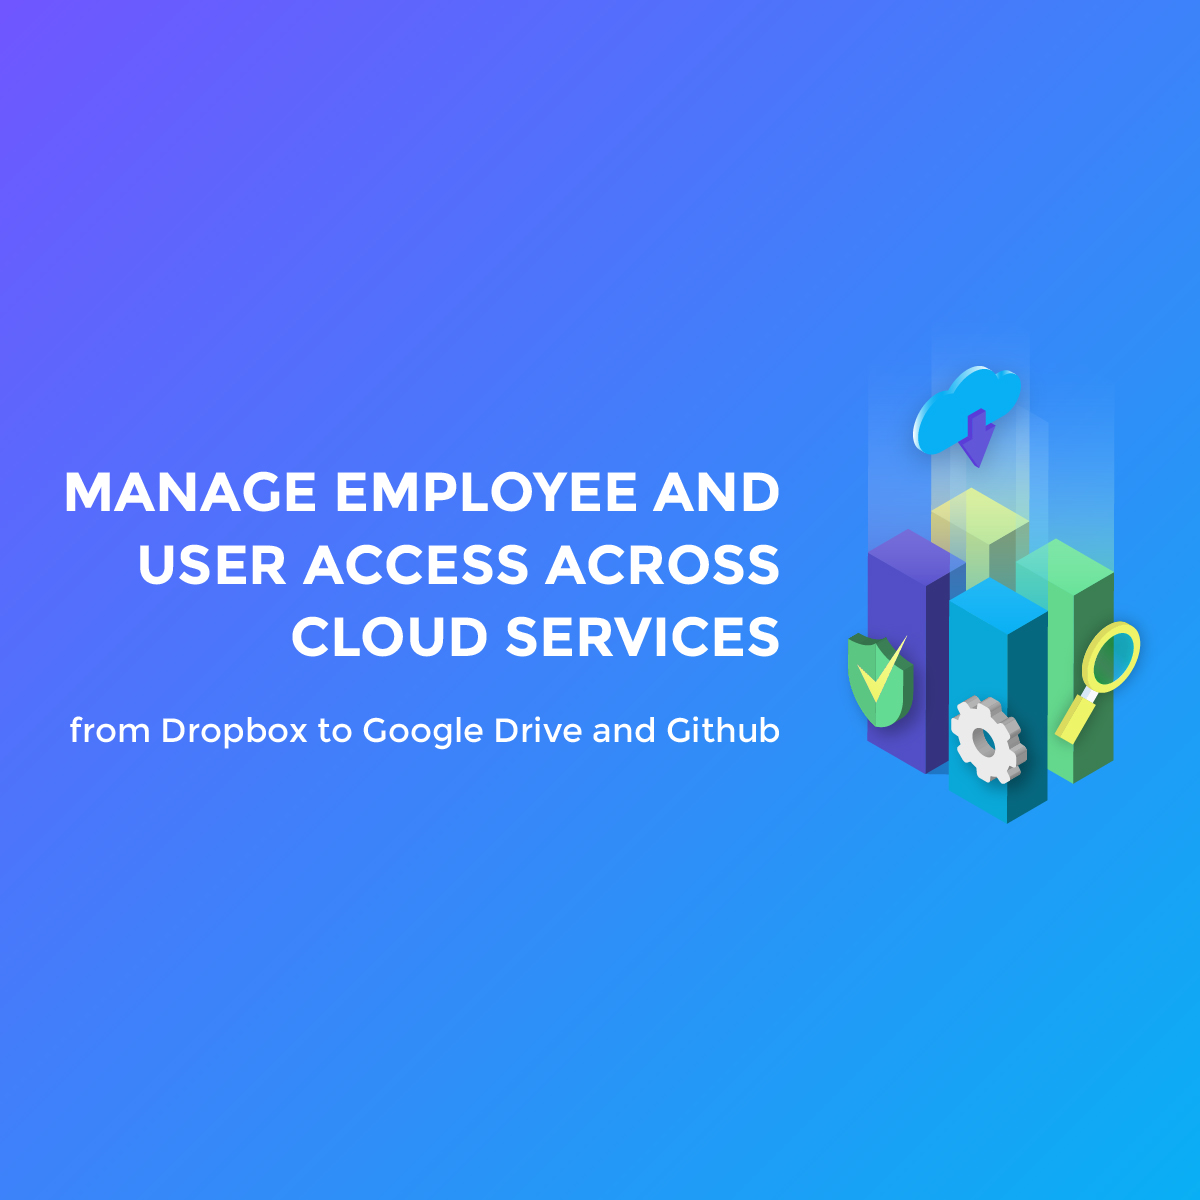 MANAGE EMPLOYEE AND
USER ACCESS ACROSS
CLOUD SERVICES
from Dropbox to Google Drive and Github